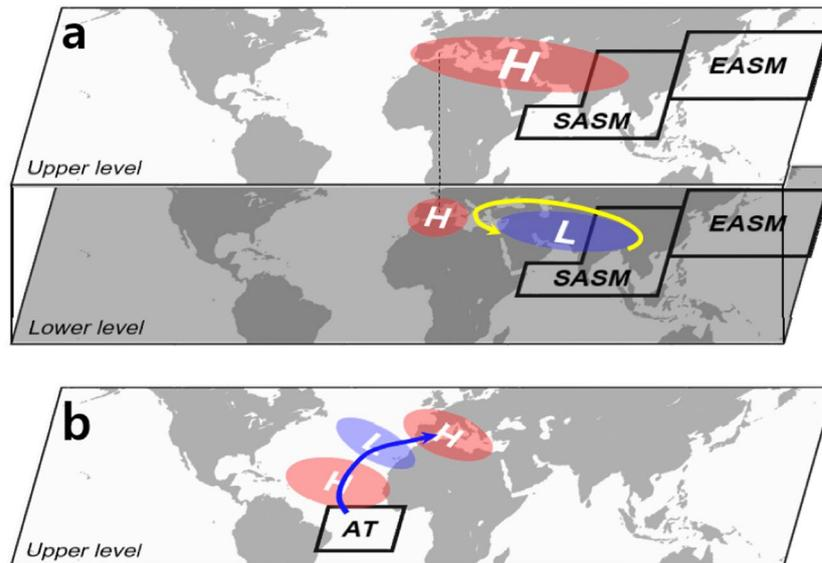 a
H
EASM
SASM
Upper level
H
L
EASM
SASM
Lower level
b
L
H
H
AT
Upper level